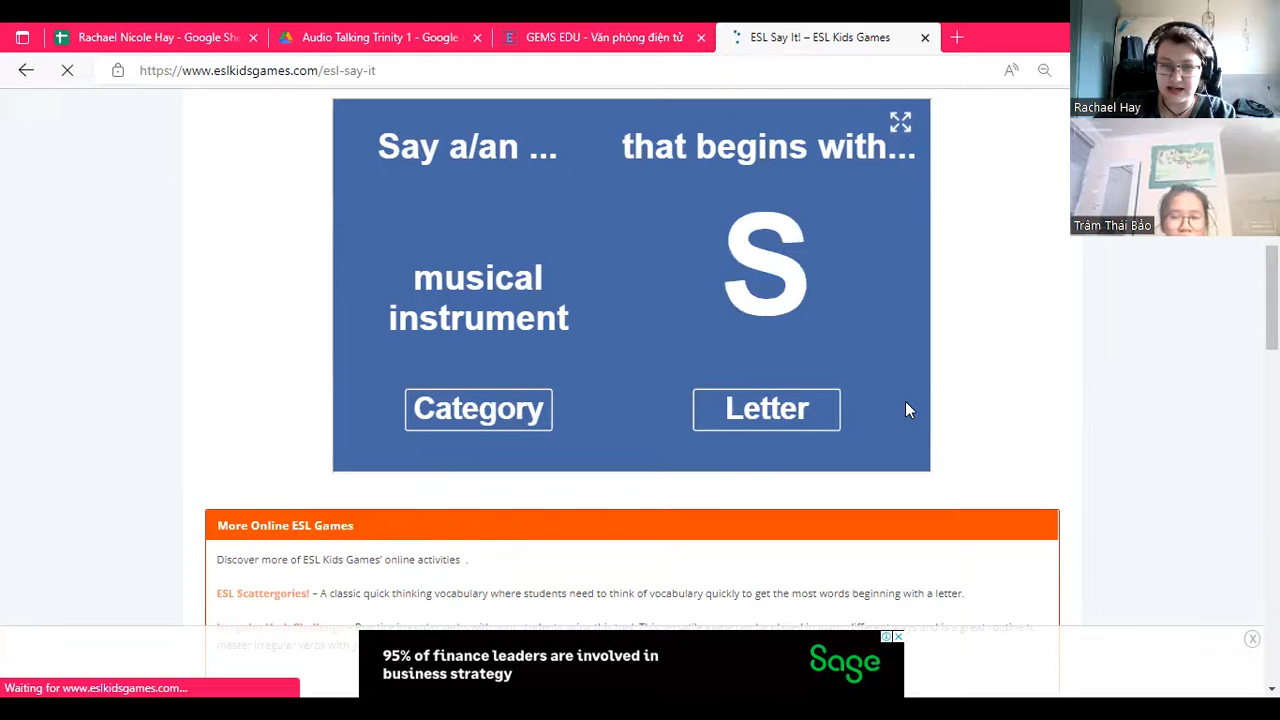 Rachael Nicole Hay - Google She
Audio Talking Trinity 1 - Google
GEMS EDU - Văn phòng điện tử
ESL Say It! – ESL Kids Games
https://www.eslkidsgames.com/esl-say-it
Rachael Hay
Trâm Thái Bảo
Say a/an ... that begins with...
S
musical
instrument
Category Letter
More Online ESL Games
Discover more of ESL Kids Games' online activities .
ESL Scattergories! – A classic quick thinking vocabulary where students need to think of vocabulary quickly to get the most words beginning with a letter.
95% of finance leaders are involved in
business strategy
Sage
Waiting for www.eslkidsgames.com...